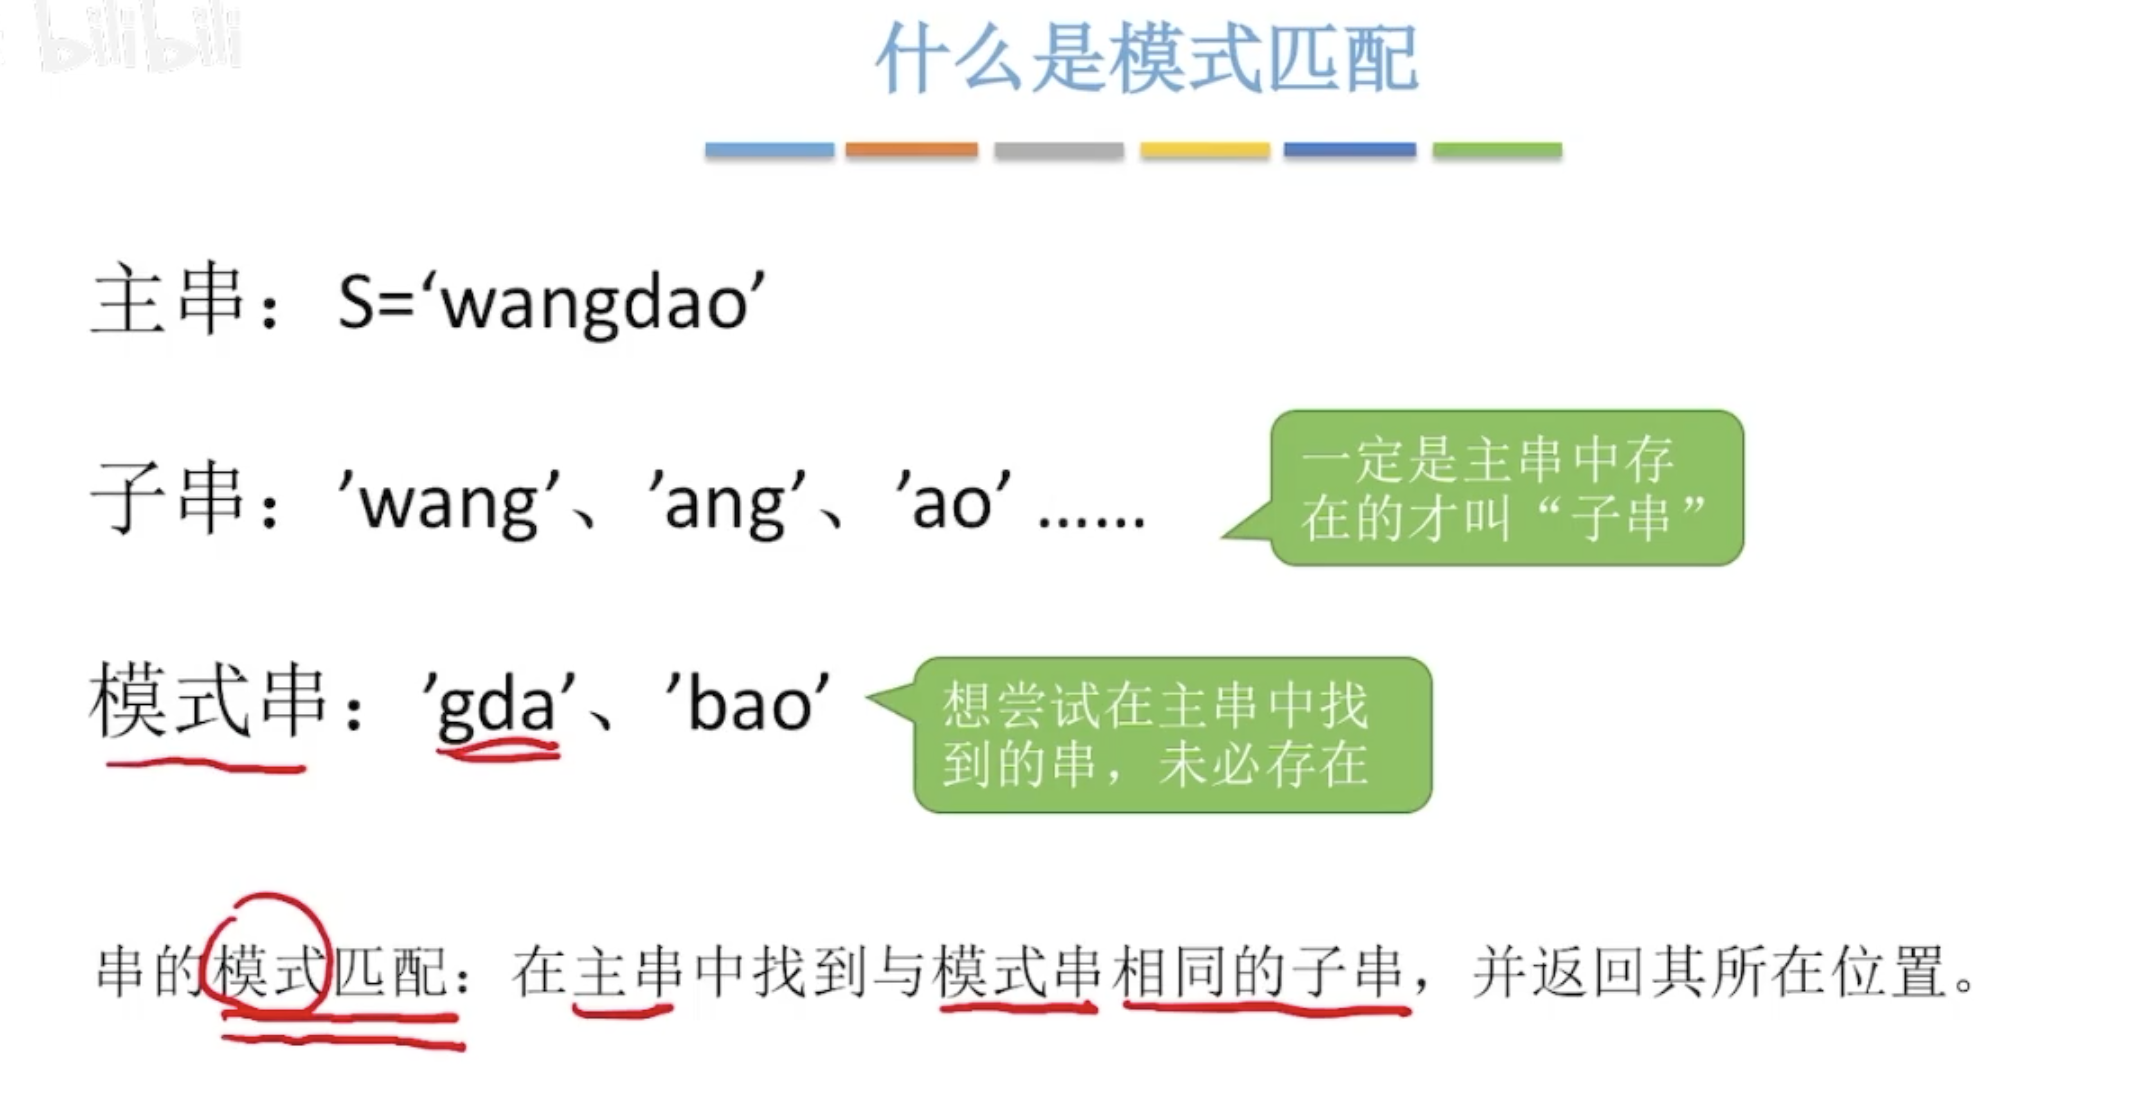 bilibili
什么是模式匹配
主串：S=‘wangdao’
子串：’wang’、’ang’、’ao’ ......
一定是主串中存
在的才叫“子串”
模式串：’gda’、’bao’
想尝试在主串中找
到的串，未必存在
串的模式匹配：在主串中找到与模式串相同的子串，并返回其所在位置。